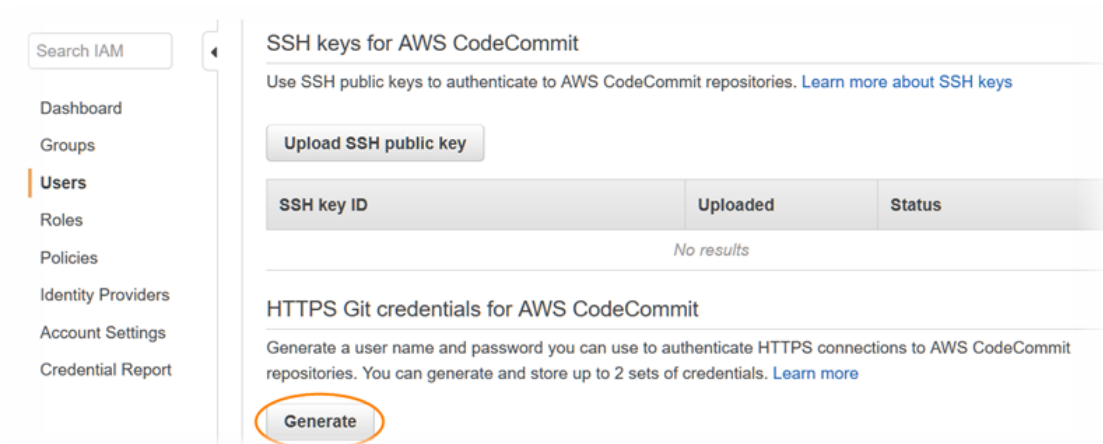 Search IAM
Dashboard
Groups
Users
Roles
Policies
Identity Providers
Account Settings
Credential Report
SSH keys for AWS CodeCommit
Use SSH public keys to authenticate to AWS CodeCommit repositories. Learn more about SSH keys
Upload SSH public key
SSH key ID Uploaded Status
No results
HTTPS Git credentials for AWS CodeCommit
Generate a user name and password you can use to authenticate HTTPS connections to AWS CodeCommit
repositories. You can generate and store up to 2 sets of credentials. Learn more
Generate